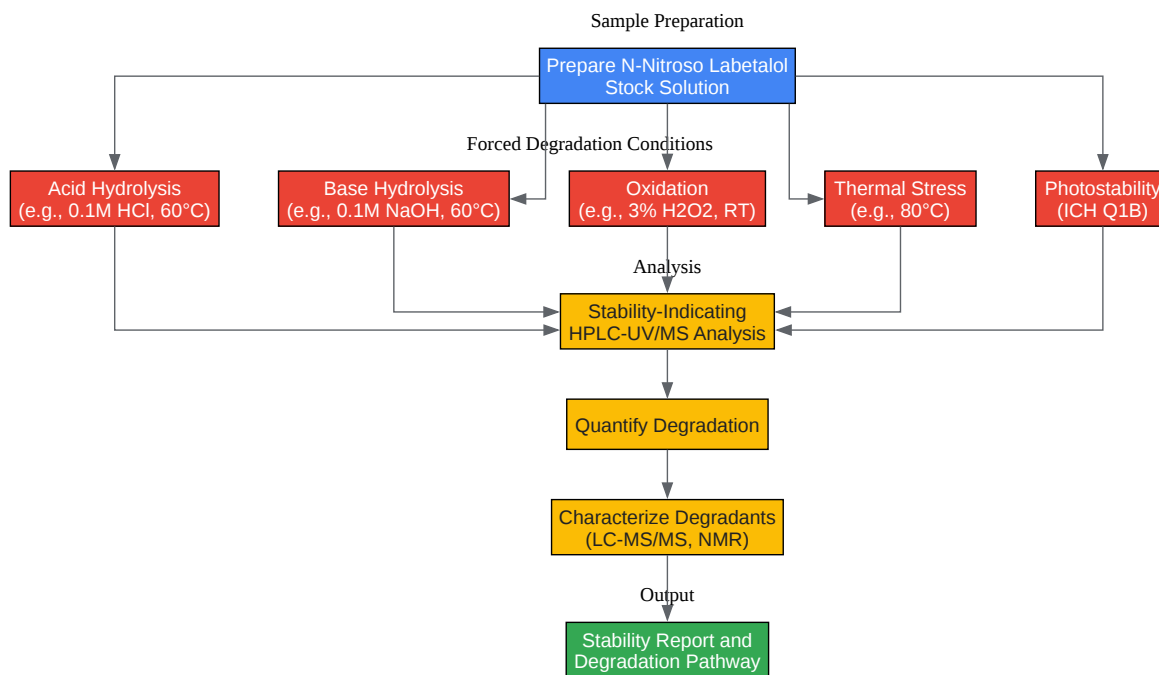 Sample Preparation
Prepare N-Nitroso Labetalol
Stock Solution
Forced Degradation Conditions
Acid Hydrolysis
(e.g., 0.1M HCl, 60°C)
Base Hydrolysis
(e.g., 0.1M NaOH, 60°C)
Oxidation
(e.g., 3% H2O2, RT)
Thermal Stress
(e.g., 80°C)
Photostability
(ICH Q1B)
Analysis
Stability-Indicating
HPLC-UV/MS Analysis
Quantify Degradation
Characterize Degradants
(LC-MS/MS, NMR)
Output
Stability Report and
Degradation Pathway